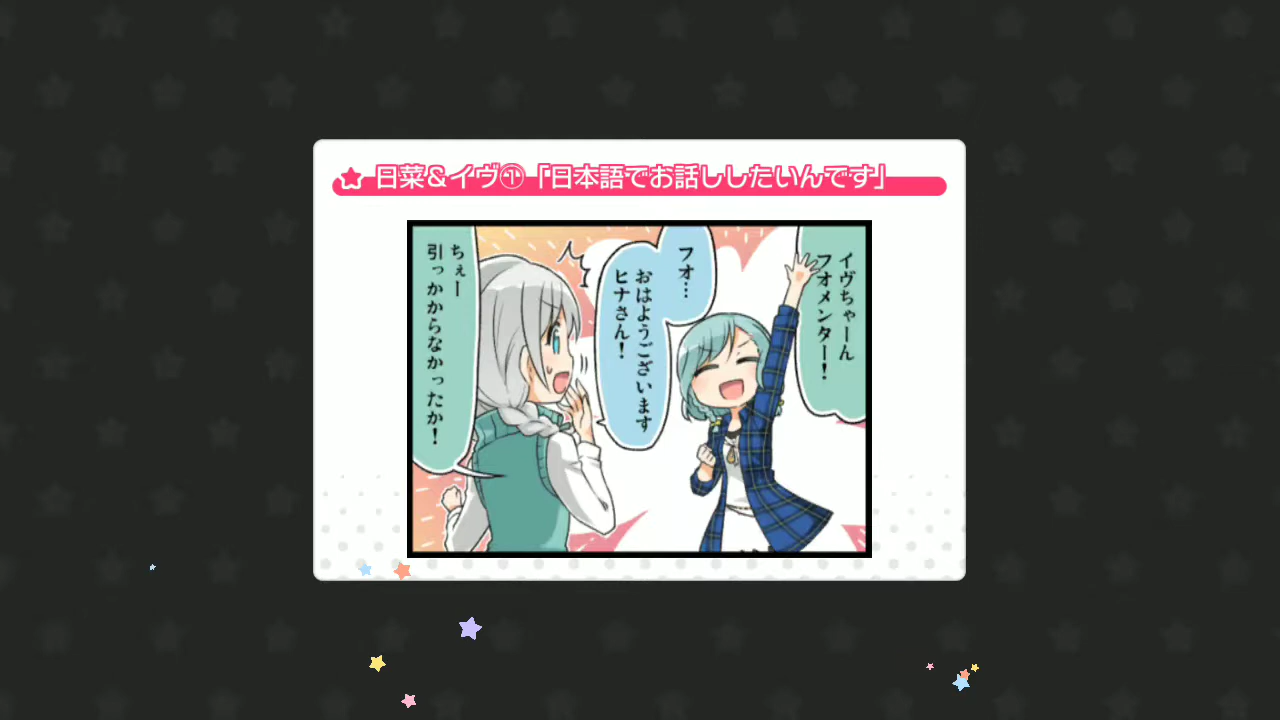 日菜＆イヴ①「日本語でお話ししたいんです」
イヴちゃーん
フオメンター！
フオ…
おはようございます
ヒナさん！
ちぇー
引っかからなかったか！